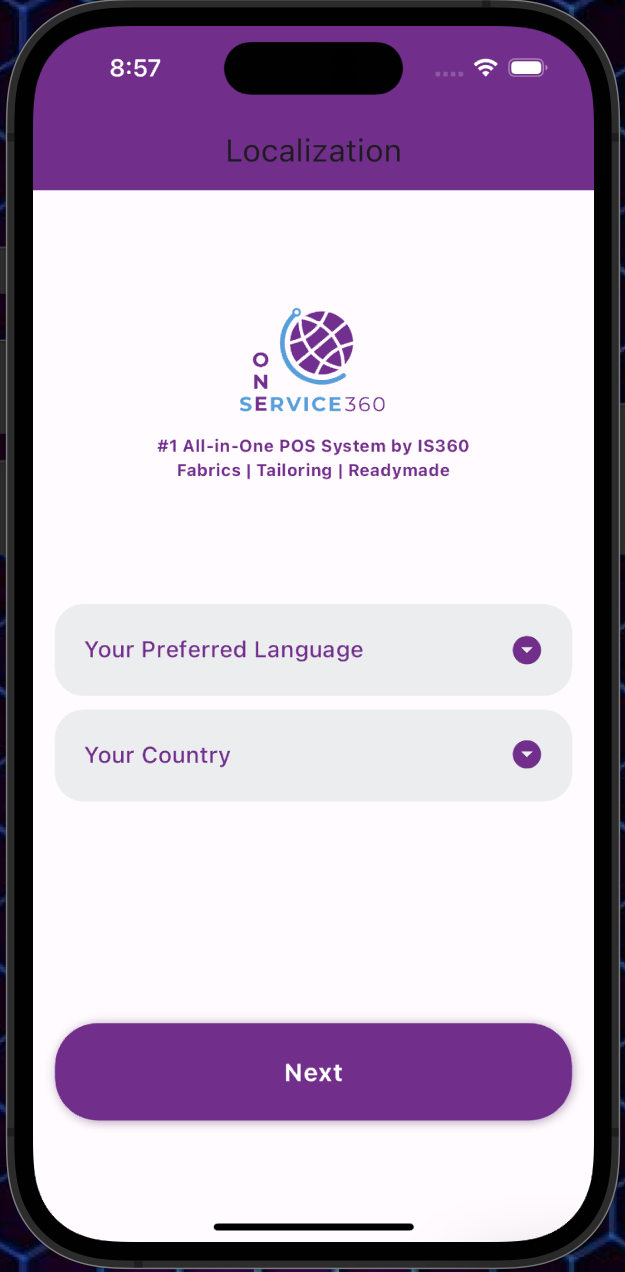 8:57
Localization
O
N
SERVICE360
#1 All-in-One POS System by IS360
Fabrics | Tailoring | Readymade
Your Preferred Language
Your Country
Next